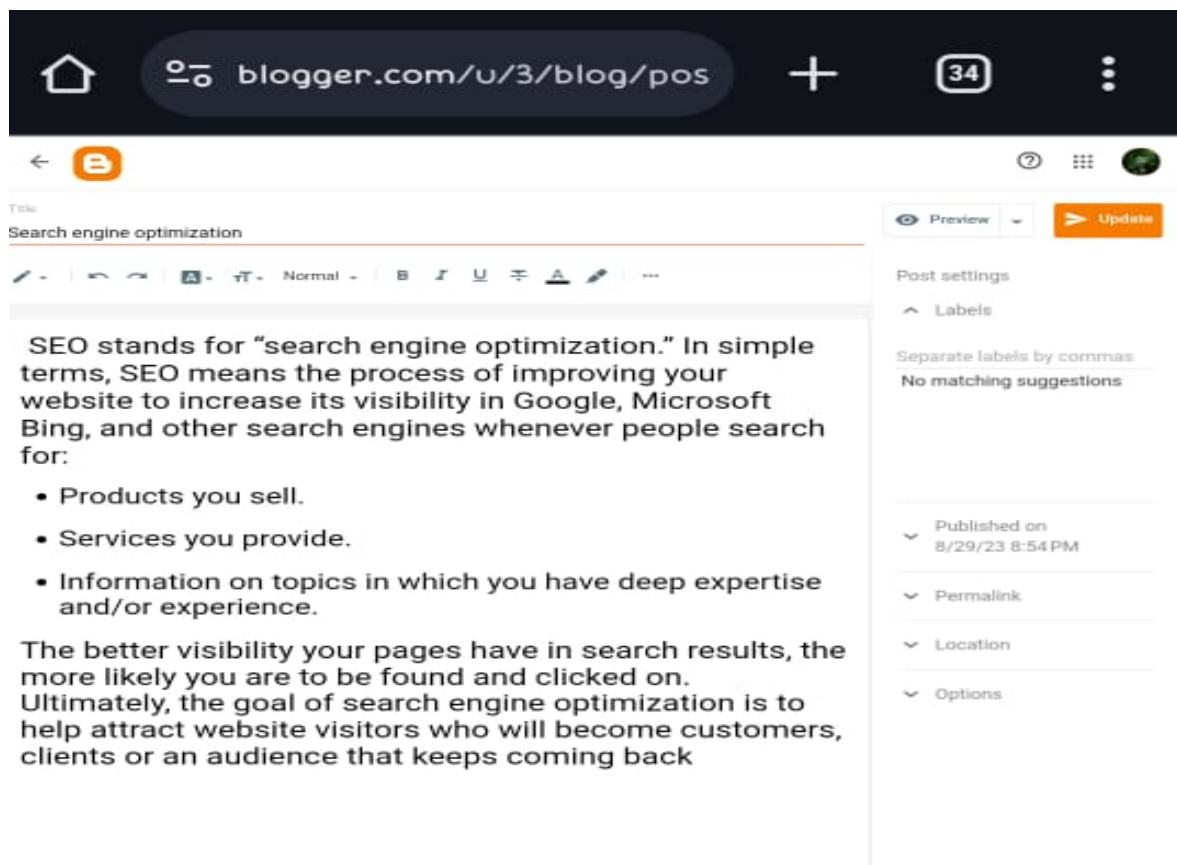 blogger.com/u/3/blog/pos
34
Title
Search engine optimization
Preview
Update
Normal
B I U A
Post settings
Labels
Separate labels by commas
No matching suggestions
Published on
8/29/23 8:54 PM
Permalink
Location
Options
SEO stands for “search engine optimization.” In simple
terms, SEO means the process of improving your
website to increase its visibility in Google, Microsoft
Bing, and other search engines whenever people search
for:
• Products you sell.
• Services you provide.
• Information on topics in which you have deep expertise
and/or experience.
The better visibility your pages have in search results, the
more likely you are to be found and clicked on.
Ultimately, the goal of search engine optimization is to
help attract website visitors who will become customers,
clients or an audience that keeps coming back